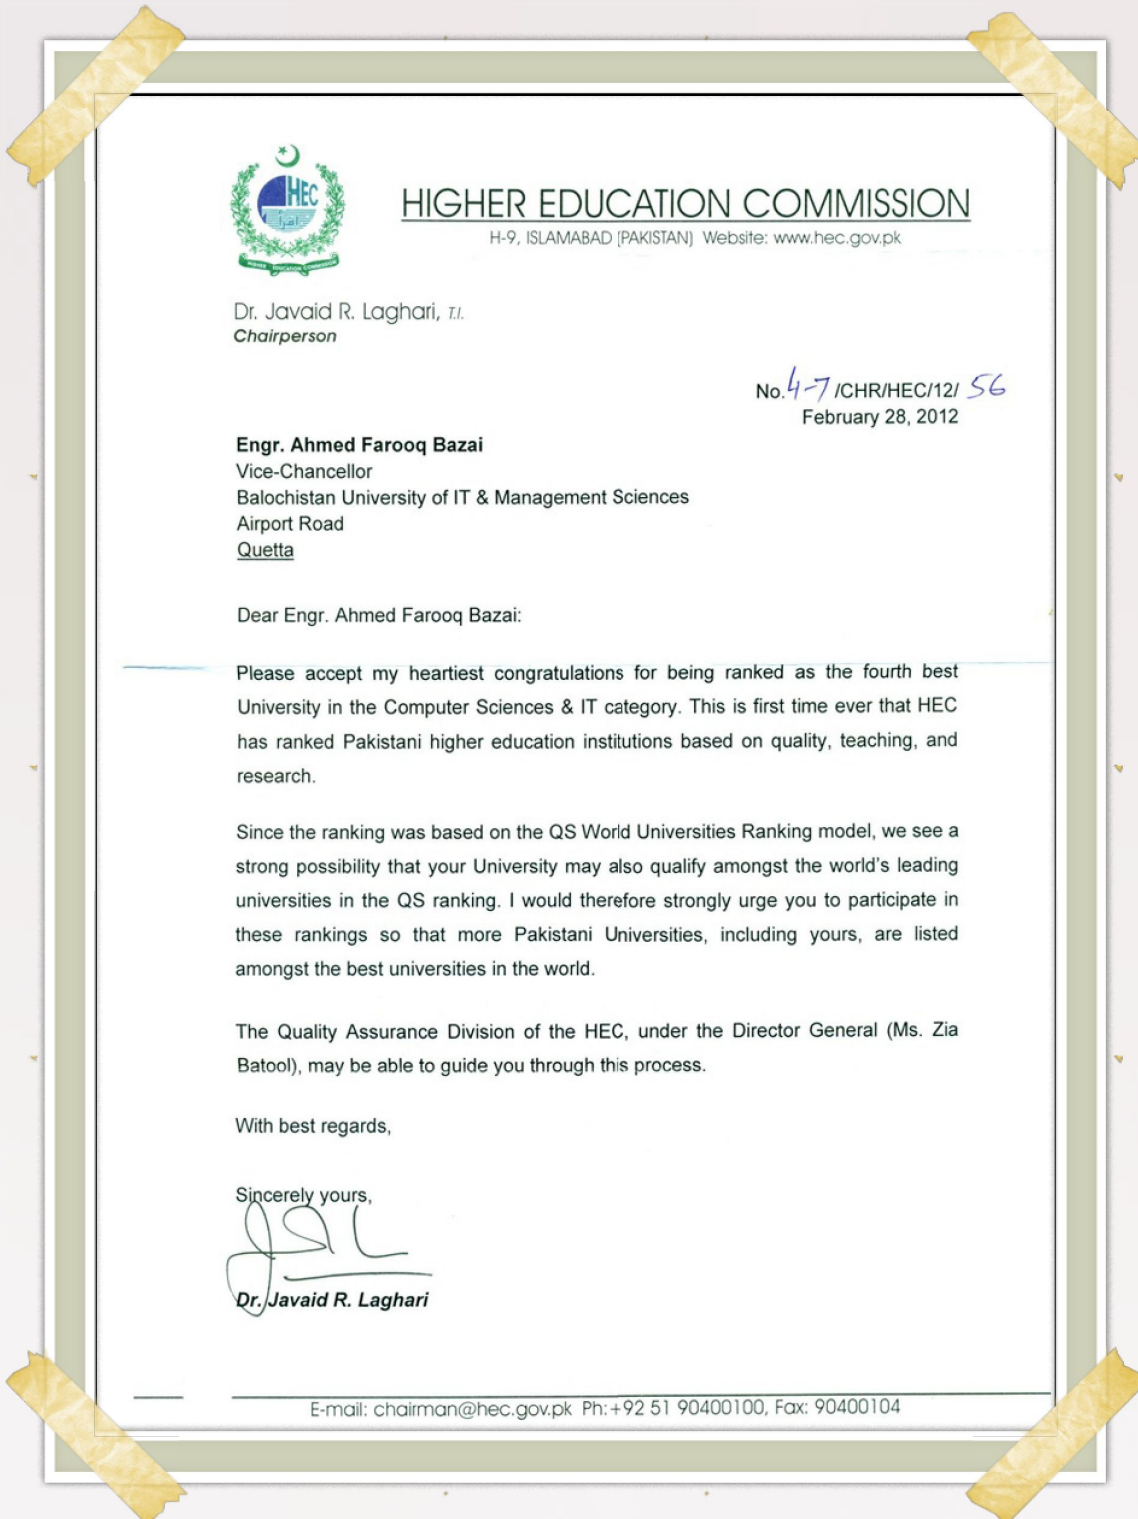 HEC
اقرأ
HIGHER EDUCATION COMMISSION
HIGHER EDUCATION COMMISSION
H-9, ISLAMABAD (PAKISTAN) Website: www.hec.gov.pk
Dr. Javaid R. Laghari, T.I.
Chairperson
No. 4-7 /CHR/HEC/12/ 56
February 28, 2012
Engr. Ahmed Farooq Bazai
Vice-Chancellor
Balochistan University of IT & Management Sciences
Airport Road
Quetta
Dear Engr. Ahmed Farooq Bazai:
Please accept my heartiest congratulations for being ranked as the fourth best
University in the Computer Sciences & IT category. This is first time ever that HEC
has ranked Pakistani higher education institutions based on quality, teaching, and
research.
Since the ranking was based on the QS World Universities Ranking model, we see a
strong possibility that your University may also qualify amongst the world's leading
universities in the QS ranking. I would therefore strongly urge you to participate in
these rankings so that more Pakistani Universities, including yours, are listed
amongst the best universities in the world.
The Quality Assurance Division of the HEC, under the Director General (Ms. Zia
Batool), may be able to guide you through this process.
With best regards,
Sincerely yours,
Dr. Javaid R. Laghari
E-mail: chairman@hec.gov.pk Ph:+92 51 90400100, Fax: 90400104